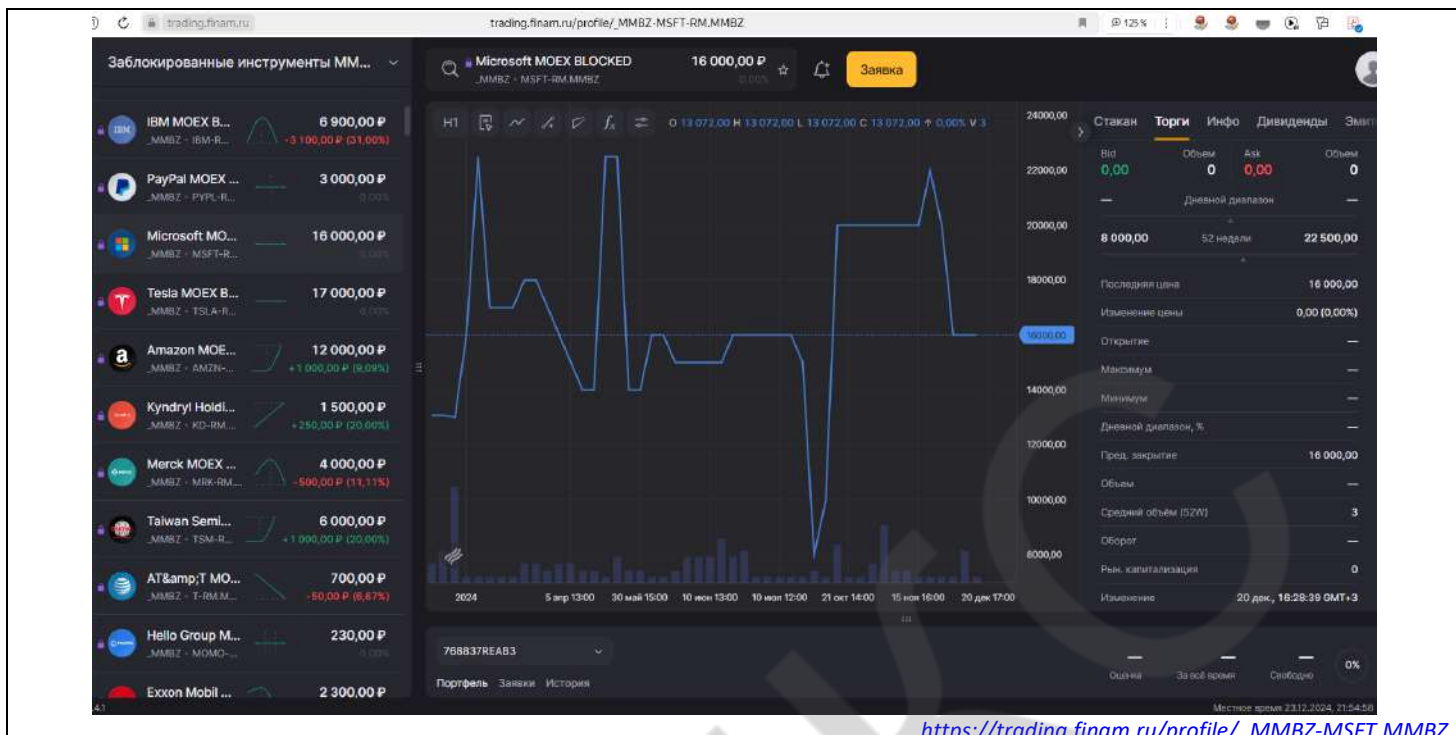 trading.finam.ru
trading.finam.ru/profile/_MMBZ-MSFT-RM.MMBZ
125 %
Заблокированные инструменты MM...
Microsoft MOEX BLOCKED
_MMBZ · MSFT-RM.MMBZ
16 000,00 ₽
0,00%
Заявка
IBM MOEX B...
6 900,00 ₽
_MMBZ · IBM-R...
-3 100,00 ₽ (31,00%)
PayPal MOEX ...
3 000,00 ₽
_MMBZ · PYPL-R...
0,00%
Microsoft MO...
16 000,00 ₽
_MMBZ · MSFT-R...
0,00%
Tesla MOEX B...
17 000,00 ₽
_MMBZ · TSLA-R...
0,00%
Amazon MOE...
12 000,00 ₽
_MMBZ · AMZN-...
+1 000,00 ₽ (9,09%)
Kyndryl Holdi...
1 500,00 ₽
_MMBZ · KD-RM....
+250,00 ₽ (20,00%)
Merck MOEX ...
4 000,00 ₽
_MMBZ · MRK-RM....
-500,00 ₽ (11,11%)
Taiwan Semi...
6 000,00 ₽
_MMBZ · TSM-R...
+1 000,00 ₽ (20,00%)
AT&amp;T MO...
700,00 ₽
_MMBZ · T-RM.M...
-50,00 ₽ (6,67%)
Hello Group M...
230,00 ₽
_MMBZ · MOMO-...
0,00%
Exxon Mobil ...
2 300,00 ₽
H1
O 13 072,00 H 13 072,00 L 13 072,00 C 13 072,00 ↑ 0,00% V 3
24000,00
22000,00
20000,00
18000,00
16000,00
14000,00
12000,00
10000,00
8000,00
2024
5 апр 13:00
30 май 15:00
10 июн 13:00
10 июл 12:00
21 окт 14:00
15 ноя 16:00
20 дек 17:00
Стакан Торги Инфо Дивиденды Эмит
Bid Объем Ask Объем
0,00 0 0,00 0
— Дневной диапазон —
8 000,00 52 недели 22 500,00
Последняя цена 16 000,00
Изменение цены 0,00 (0,00%)
Открытие —
Максимум —
Минимум —
Дневной диапазон, % —
Пред. закрытие 16 000,00
Объем —
Средний объём (52W) 3
Оборот —
Рын. капитализация 0
Изменение 20 дек., 16:28:39 GMT+3
768837REAB3
Портфель Заявки История
— — —
Оценка За всё время Свободно
0%
.4.1
Местное время 23.12.2024, 21:54:56
https://trading.finam.ru/profile/_MMBZ-MSFT.MMBZ